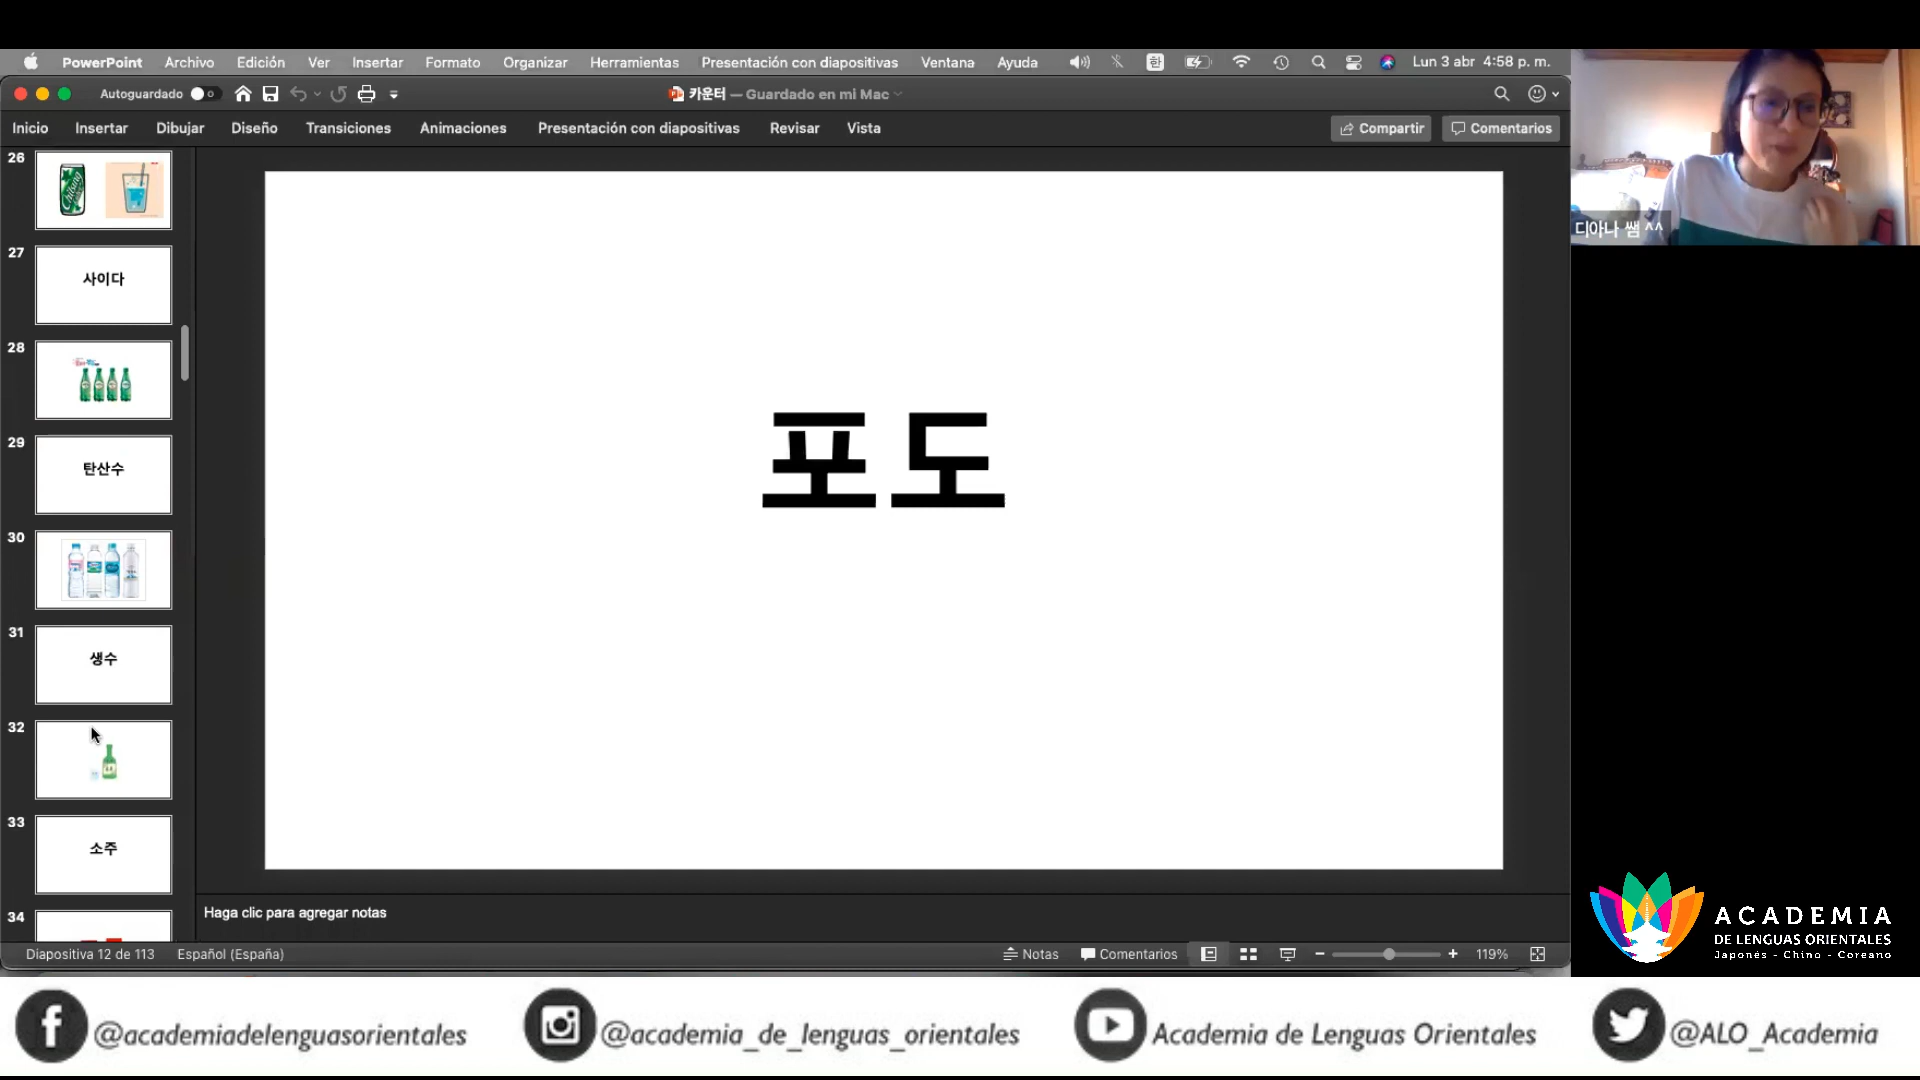 PowerPoint Archivo Edición Ver Insertar Formato Organizar Herramientas Presentación con diapositivas Ventana Ayuda 한 Lun 3 abr 4:58 p. m.
Autoguardado 카운터 — Guardado en mi Mac
Inicio Insertar Dibujar Diseño Transiciones Animaciones Presentación con diapositivas Revisar Vista Compartir Comentarios
디아나 쌤 ^^
26
Chilsung
27
사이다
28
29
탄산수
30
31
생수
32
33
소주
34
포도
Haga clic para agregar notas
Diapositiva 12 de 113 Español (España) Notas Comentarios 119%
ACADEMIA
DE LENGUAS ORIENTALES
Japonés - Chino - Coreano
@academiadelenguasorientales @academia_de_lenguas_orientales Academia de Lenguas Orientales @ALO_Academia